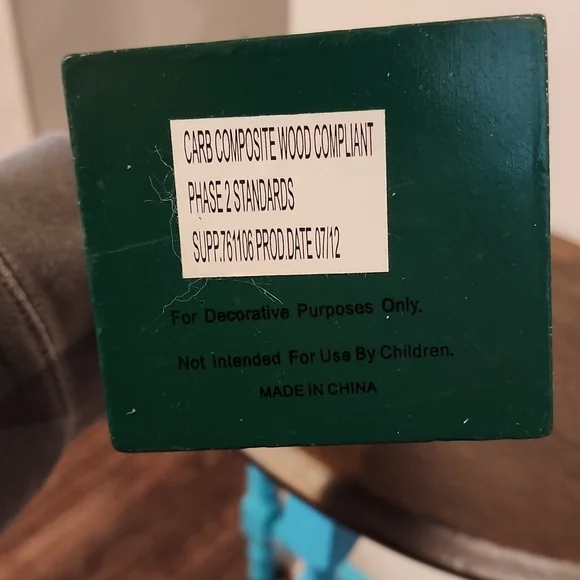 CARB COMPOSITE WOOD COMPLIANT
PHASE 2 STANDARDS
SUPP.761106 PROD.DATE 07/12
For Decorative Purposes Only.
Not intended For Use By Children.
MADE IN CHINA